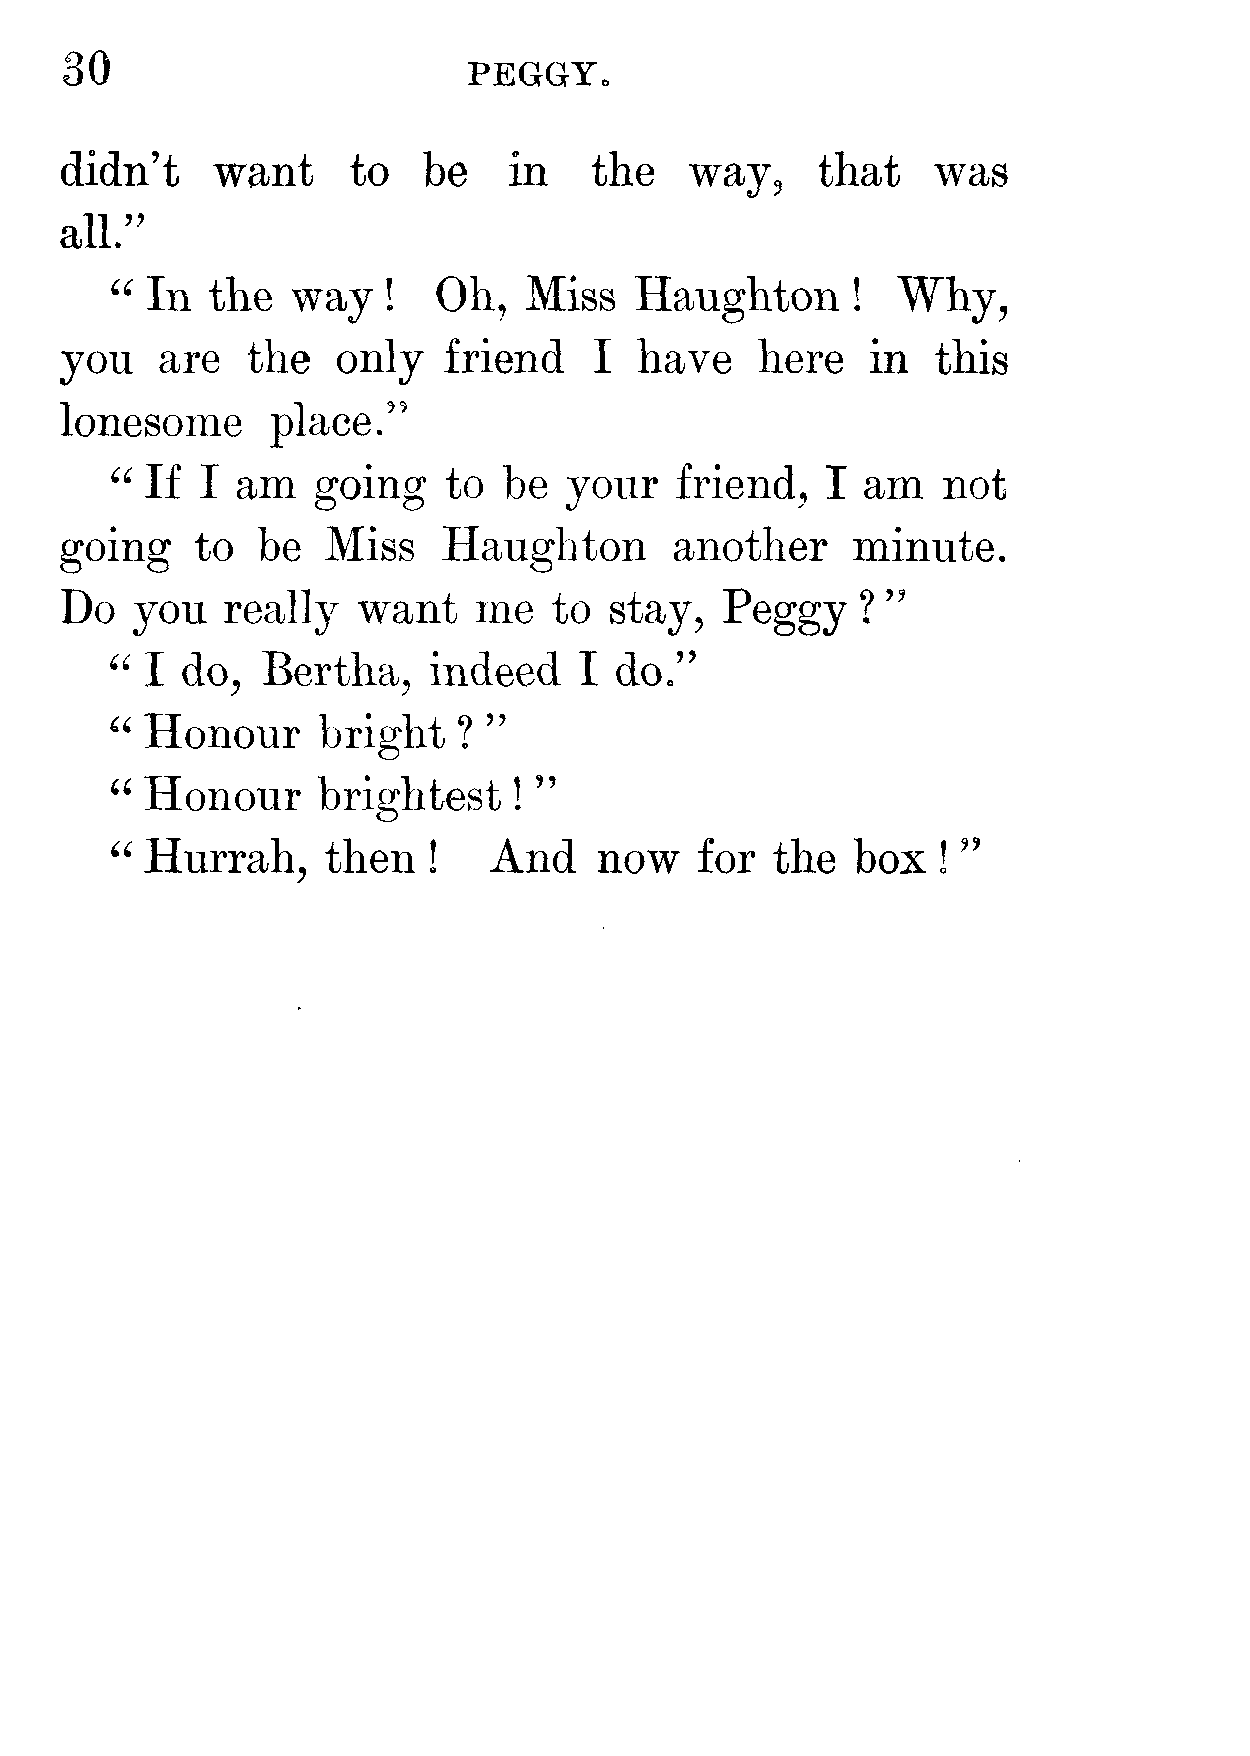 30 PEGGY.
didn't want to be in the way, that was
all."
"In the way! Oh, Miss Haughton! Why,
you are the only friend I have here in this
lonesome place."
"If I am going to be your friend, I am not
going to be Miss Haughton another minute.
Do you really want me to stay, Peggy?"
"I do, Bertha, indeed I do."
"Honour bright?"
"Honour brightest!"
"Hurrah, then! And now for the box!"